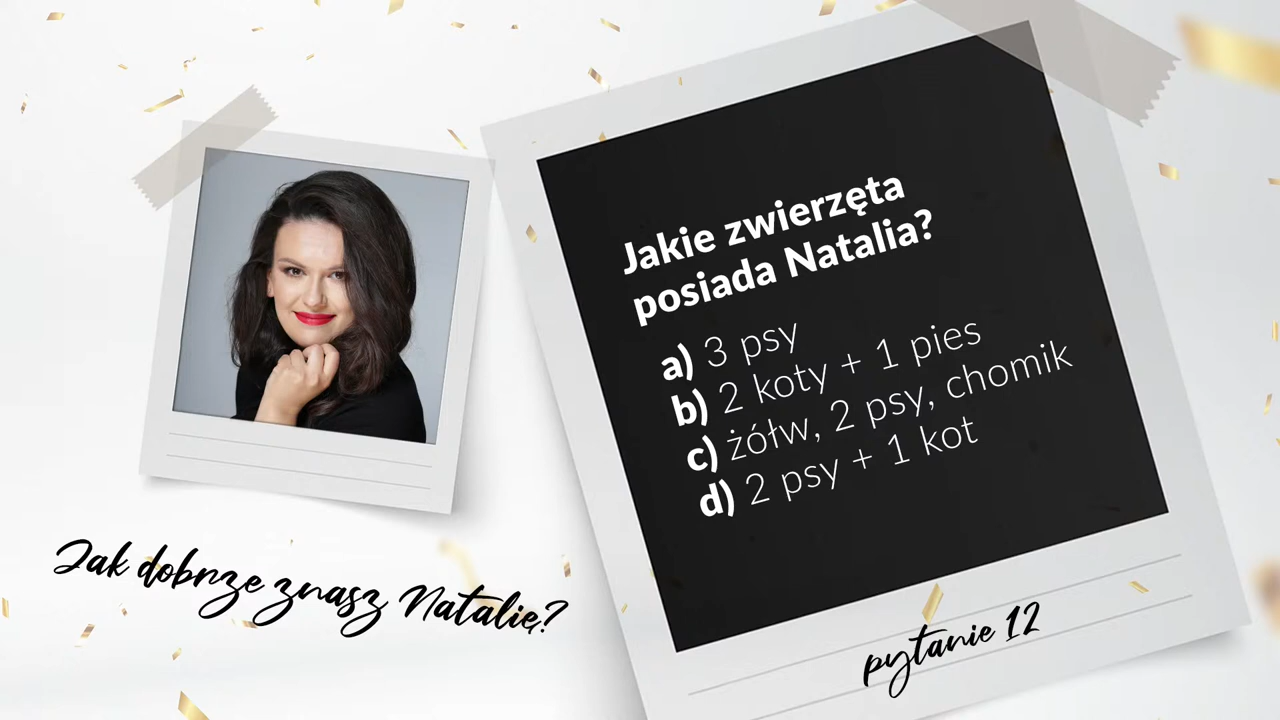 Jakie zwierzęta
posiada Natalia?
a) 3 psy
b) 2 koty + 1 pies
c) żółw, 2 psy, chomik
d) 2 psy + 1 kot
Jak dobrze znasz Natalię?
pytanie 12